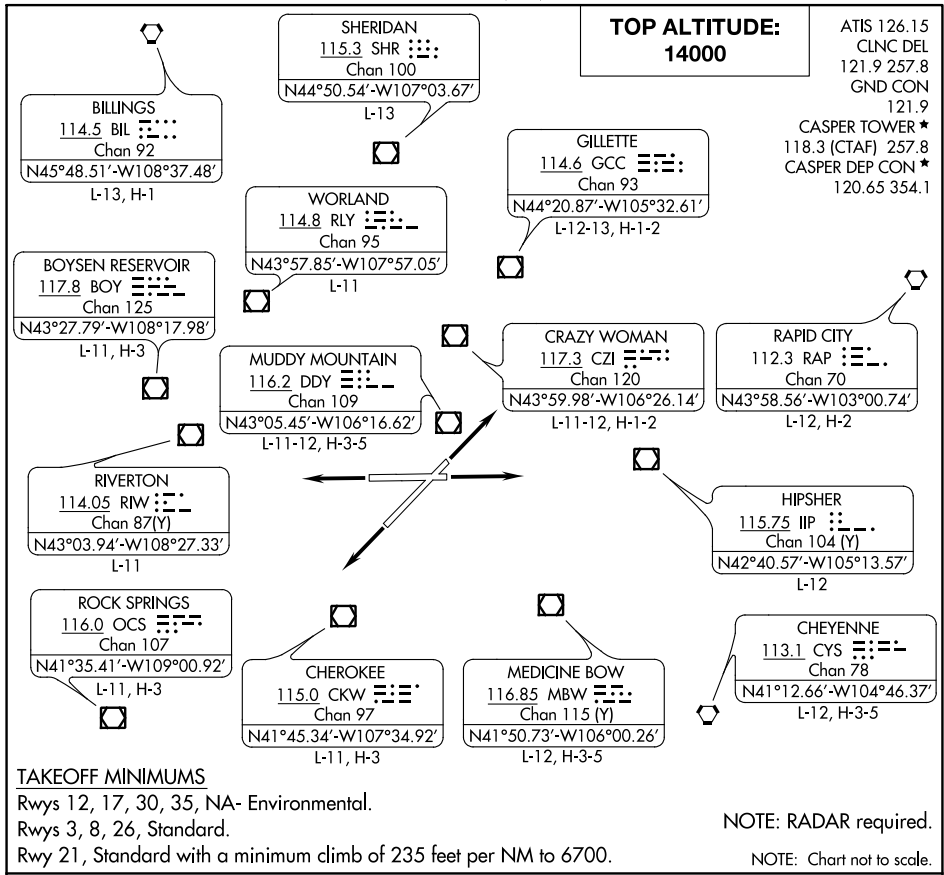 TOP ALTITUDE:
14000
ATIS 126.15
CLNC DEL
121.9 257.8
GND CON
121.9
CASPER TOWER ★
118.3 (CTAF) 257.8
CASPER DEP CON ★
120.65 354.1
SHERIDAN
115.3 SHR
Chan 100
N44°50.54’-W107°03.67’
L-13
BILLINGS
114.5 BIL
Chan 92
N45°48.51’-W108°37.48’
L-13, H-1
GILLETTE
114.6 GCC
Chan 93
N44°20.87’-W105°32.61’
L-12-13, H-1-2
WORLAND
114.8 RLY
Chan 95
N43°57.85’-W107°57.05’
L-11
BOYSEN RESERVOIR
117.8 BOY
Chan 125
N43°27.79’-W108°17.98’
L-11, H-3
MUDDY MOUNTAIN
116.2 DDY
Chan 109
N43°05.45’-W106°16.62’
L-11-12, H-3-5
CRAZY WOMAN
117.3 CZI
Chan 120
N43°59.98’-W106°26.14’
L-11-12, H-1-2
RAPID CITY
112.3 RAP
Chan 70
N43°58.56’-W103°00.74’
L-12, H-2
RIVERTON
114.05 RIW
Chan 87(Y)
N43°03.94’-W108°27.33’
L-11
HIPSHER
115.75 IIP
Chan 104 (Y)
N42°40.57’-W105°13.57’
L-12
ROCK SPRINGS
116.0 OCS
Chan 107
N41°35.41’-W109°00.92’
L-11, H-3
CHEROKEE
115.0 CKW
Chan 97
N41°45.34’-W107°34.92’
L-11, H-3
MEDICINE BOW
116.85 MBW
Chan 115 (Y)
N41°50.73’-W106°00.26’
L-12, H-3-5
CHEYENNE
113.1 CYS
Chan 78
N41°12.66’-W104°46.37’
L-12, H-3-5
TAKEOFF MINIMUMS
Rwys 12, 17, 30, 35, NA- Environmental.
Rwys 3, 8, 26, Standard.
Rwy 21, Standard with a minimum climb of 235 feet per NM to 6700.
NOTE: RADAR required.
NOTE: Chart not to scale.